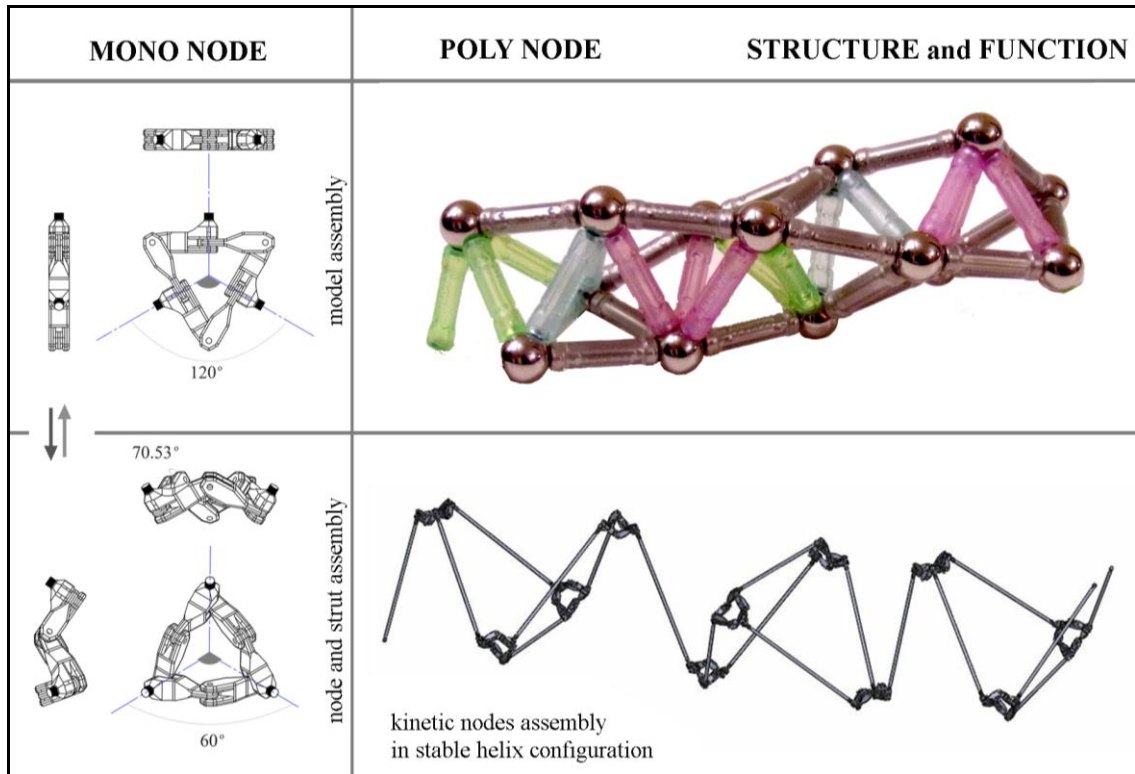 MONO NODE
POLY NODE
STRUCTURE and FUNCTION
120°
model assembly
70.53°
60°
node and strut assembly
kinetic nodes assembly
in stable helix configuration